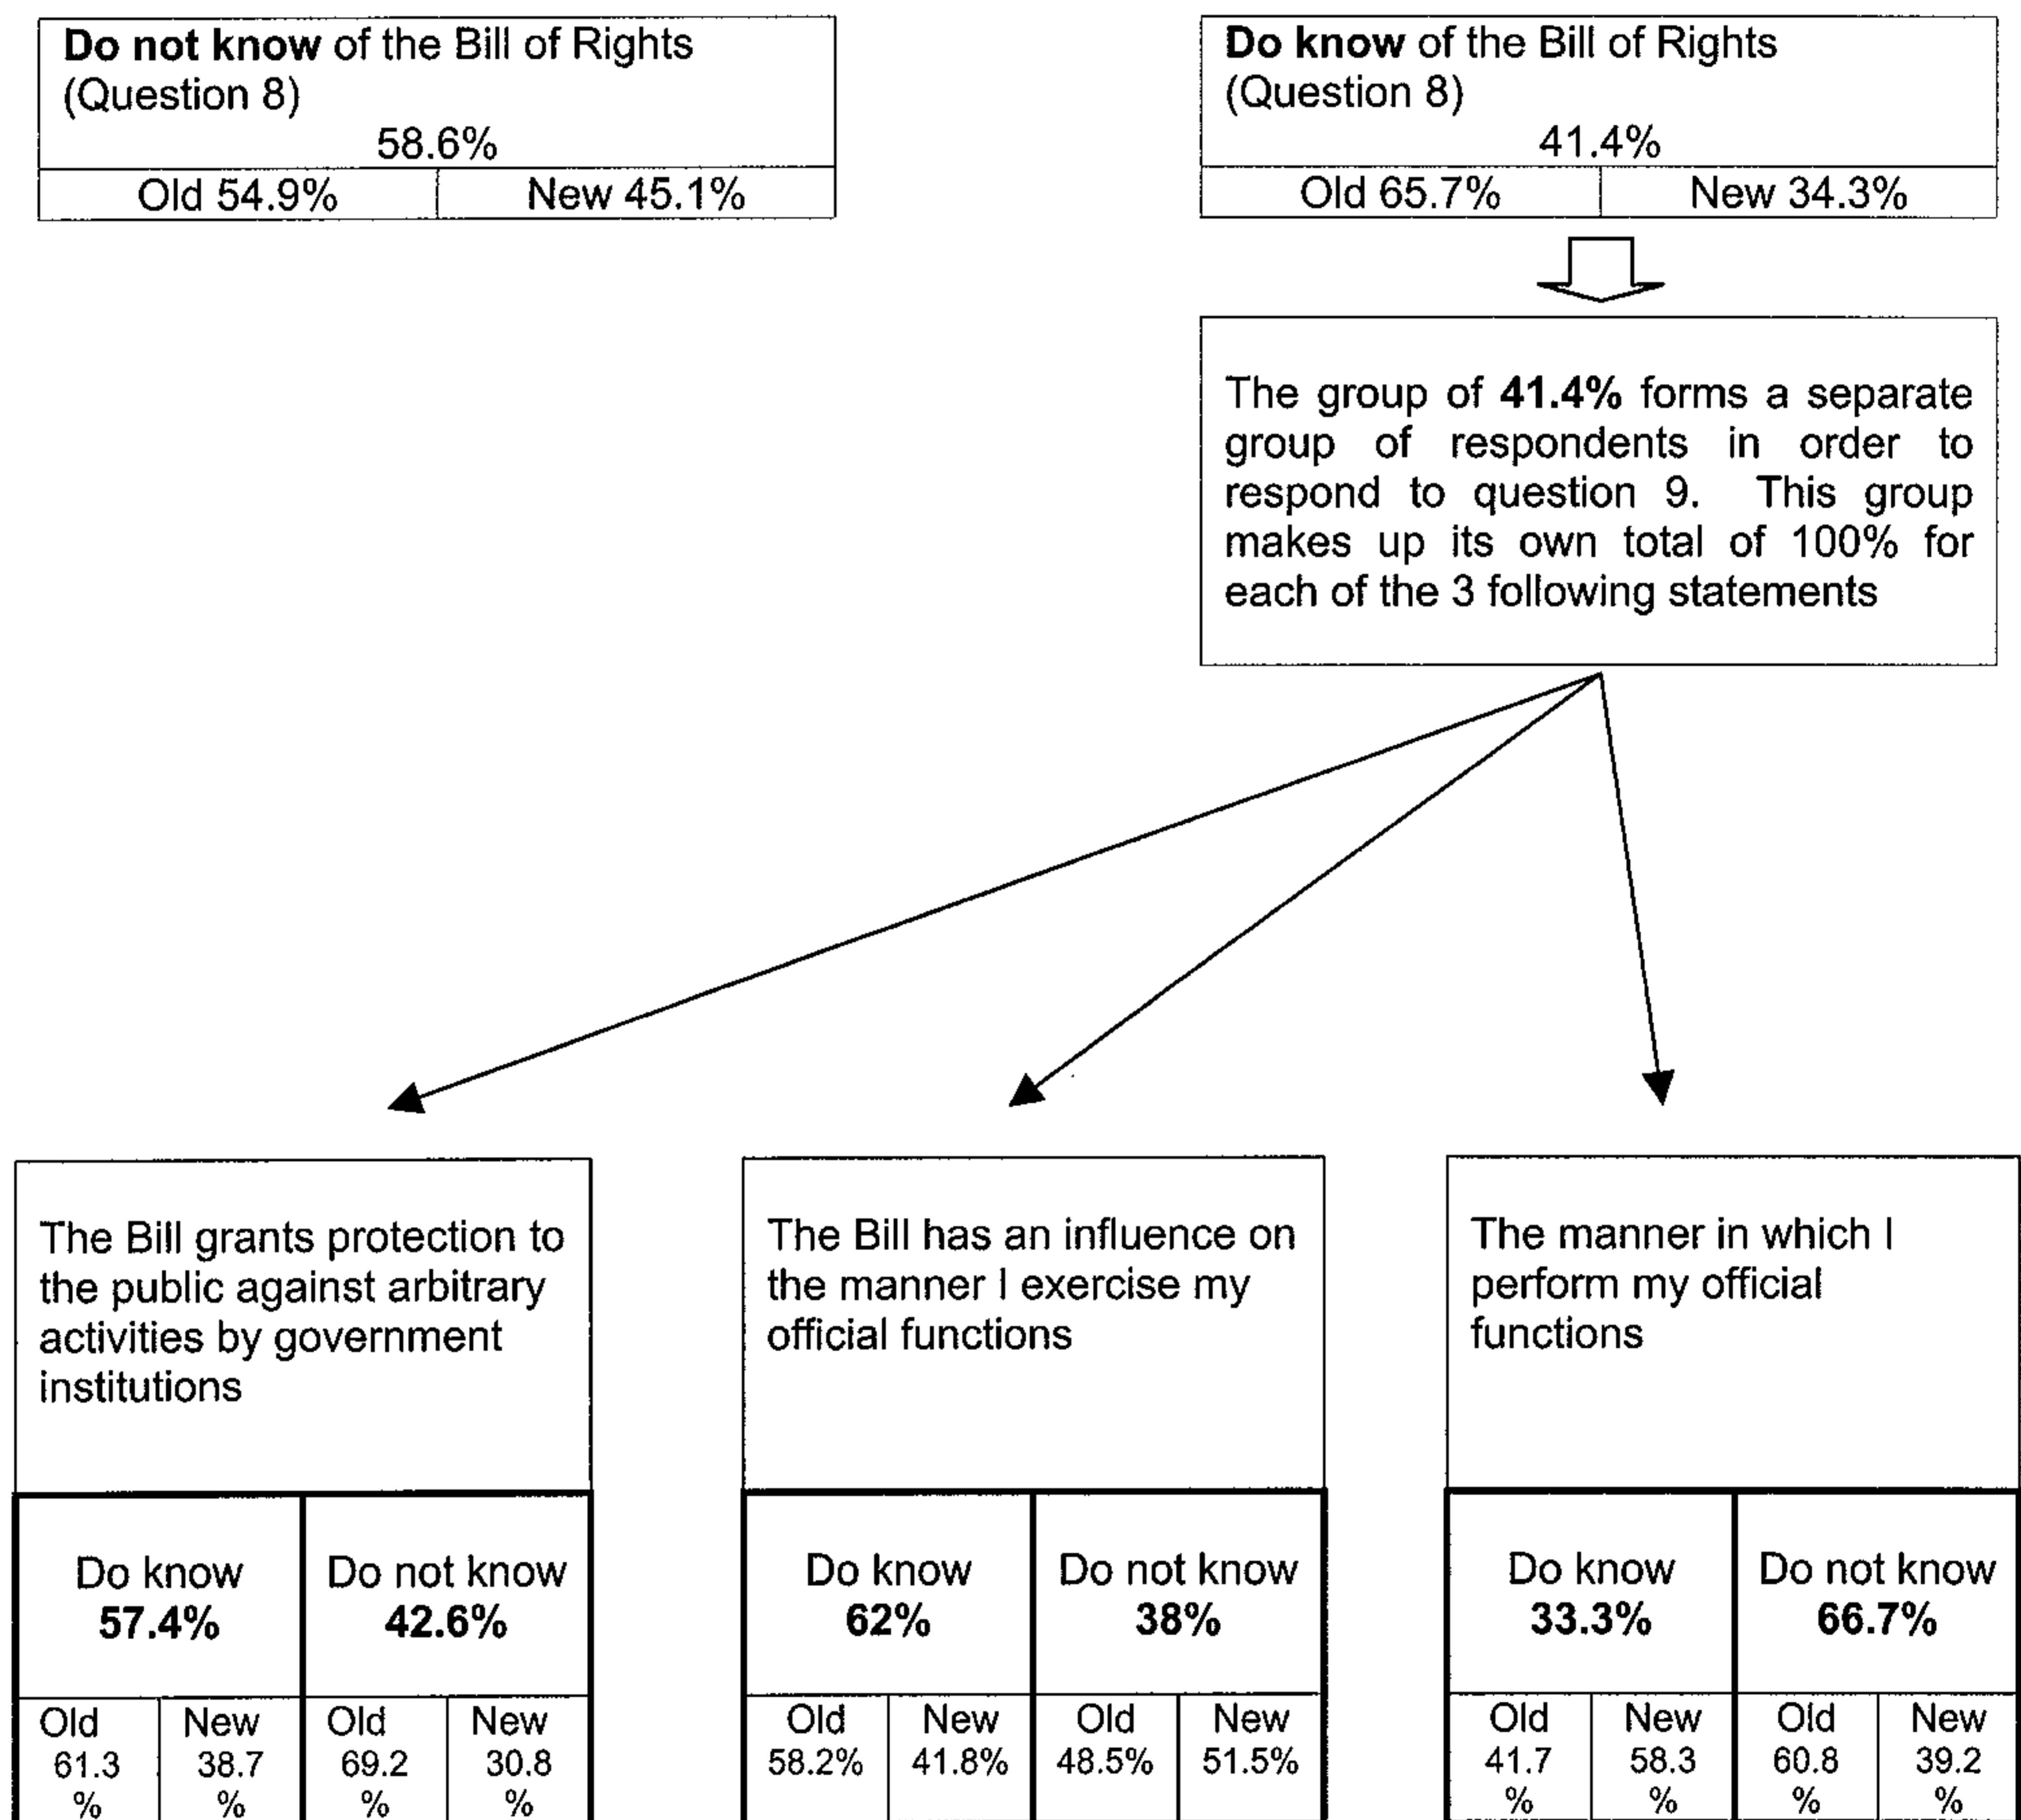 Do not know of the Bill of Rights
(Question 8)
58.6%
Old 54.9% New 45.1%
Do know of the Bill of Rights
(Question 8)
41.4%
Old 65.7% New 34.3%
The group of 41.4% forms a separate
group of respondents in order to
respond to question 9. This group
makes up its own total of 100% for
each of the 3 following statements
The Bill grants protection to
the public against arbitrary
activities by government
institutions
Do know Do not know
57.4% 42.6%
Old New Old New
61.3 38.7 69.2 30.8
% % % %
The Bill has an influence on
the manner I exercise my
official functions
Do know Do not know
62% 38%
Old New Old New
58.2% 41.8% 48.5% 51.5%
The manner in which I
perform my official
functions
Do know Do not know
33.3% 66.7%
Old New Old New
41.7 58.3 60.8 39.2
% % % %